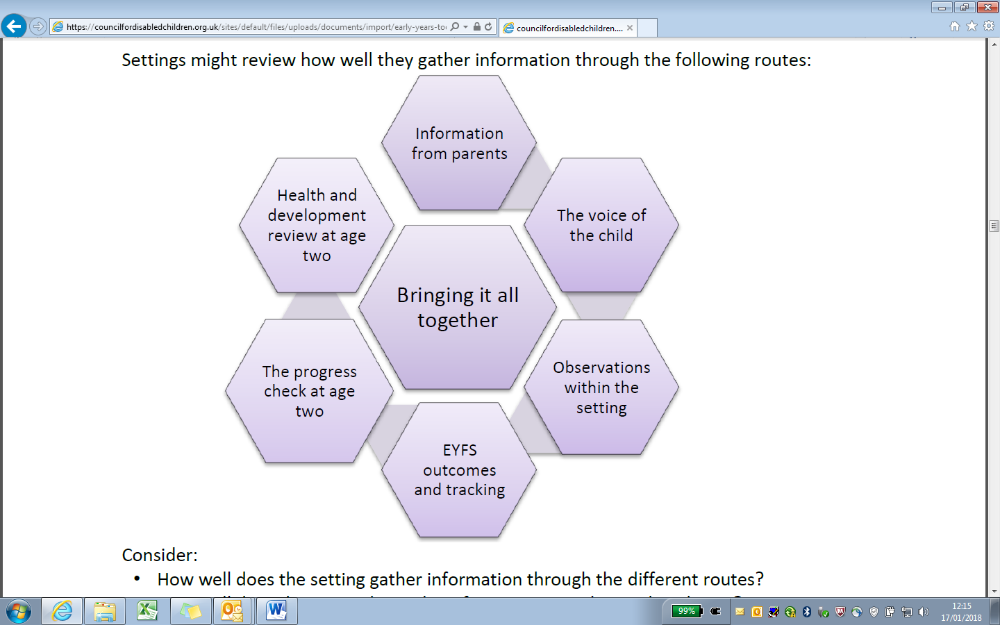 https://councilfordisabledchildren.org.uk/sites/default/files/uploads/documents/import/early-years-too
councilfordisabledchildren....
Settings might review how well they gather information through the following routes:
Information
from parents
The voice of
the child
Observations
within the
setting
EYFS
outcomes
and tracking
The progress
check at age
two
Health and
development
review at age
two
Bringing it all
together
Consider:
• How well does the setting gather information through the different routes?
99%
12:15
17/01/2018